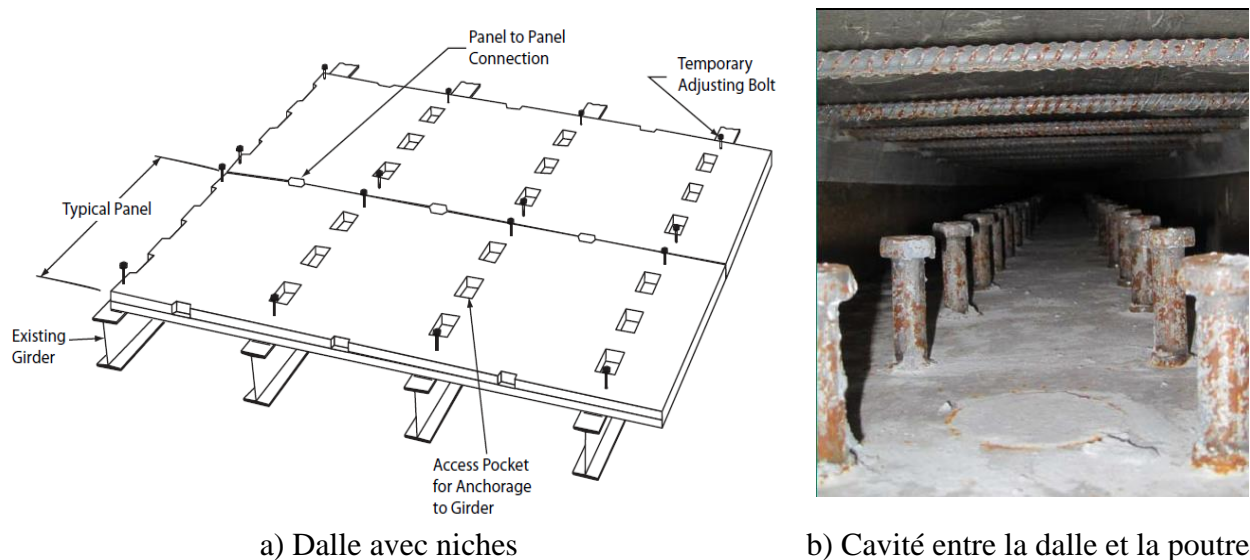 Panel to Panel
Connection
Temporary
Adjusting Bolt
Typical Panel
Existing
Girder
Access Pocket
for Anchorage
to Girder
a) Dalle avec niches
b) Cavité entre la dalle et la poutre